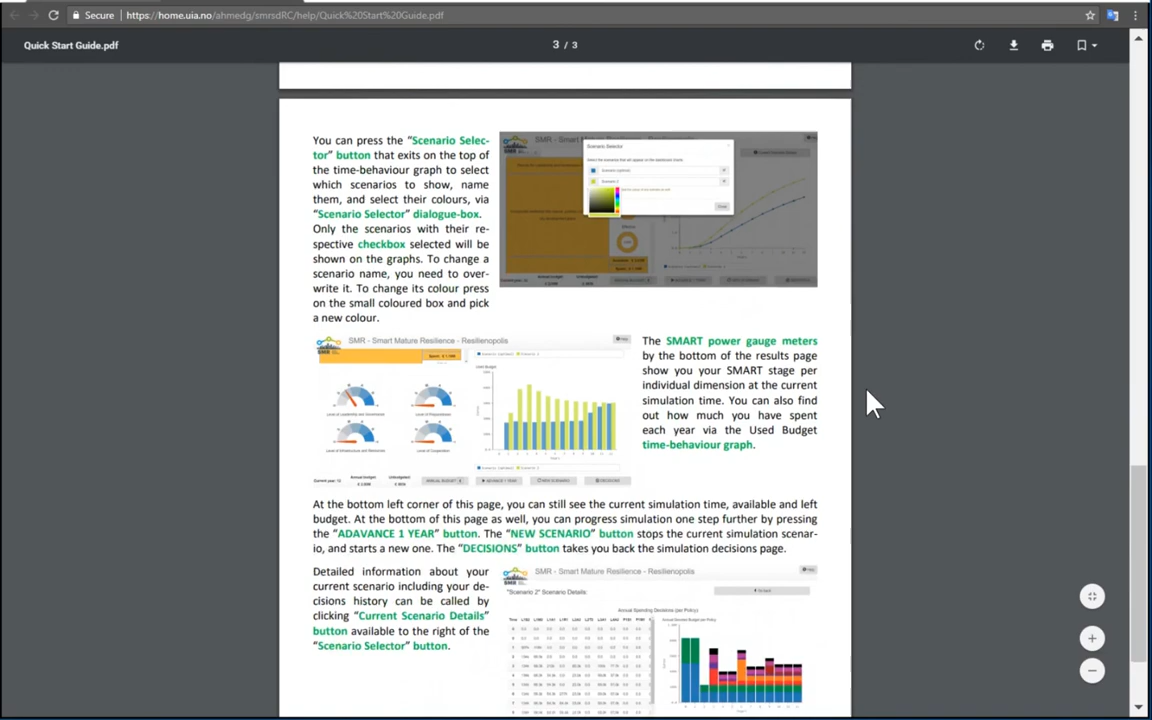 Secure https://home.uia.no/ahmedg/smrsdRC/help/Quick%20Start%20Guide.pdf
Quick Start Guide.pdf
3 / 3
You can press the “Scenario Selec-
tor” button that exits on the top of
the time-behaviour graph to select
which scenarios to show, name
them, and select their colours, via
“Scenario Selector” dialogue-box.
Only the scenarios with their re-
spective checkbox selected will be
shown on the graphs. To change a
scenario name, you need to over-
write it. To change its colour press
on the small coloured box and pick
a new colour.
SMR - Smart Mature Resilience - Resilienopolis
The SMART power gauge meters
by the bottom of the results page
show you your SMART stage per
individual dimension at the current
simulation time. You can also find
out how much you have spent
each year via the Used Budget
time-behaviour graph.
At the bottom left corner of this page, you can still see the current simulation time, available and left
budget. At the bottom of this page as well, you can progress simulation one step further by pressing
the “ADAVANCE 1 YEAR” button. The “NEW SCENARIO” button stops the current simulation scenar-
io, and starts a new one. The “DECISIONS” button takes you back the simulation decisions page.
Detailed information about your
current scenario including your de-
cisions history can be called by
clicking “Current Scenario Details”
button available to the right of the
“Scenario Selector” button.
SMR - Smart Mature Resilience - Resilienopolis
"Scenario 2" Scenario Details
Annual Spending Decisions (per Policy)